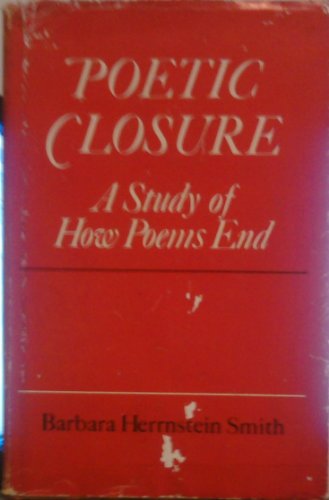 POETIC
CLOSURE
A Study of
How Poems End
Barbara Herrnstein Smith